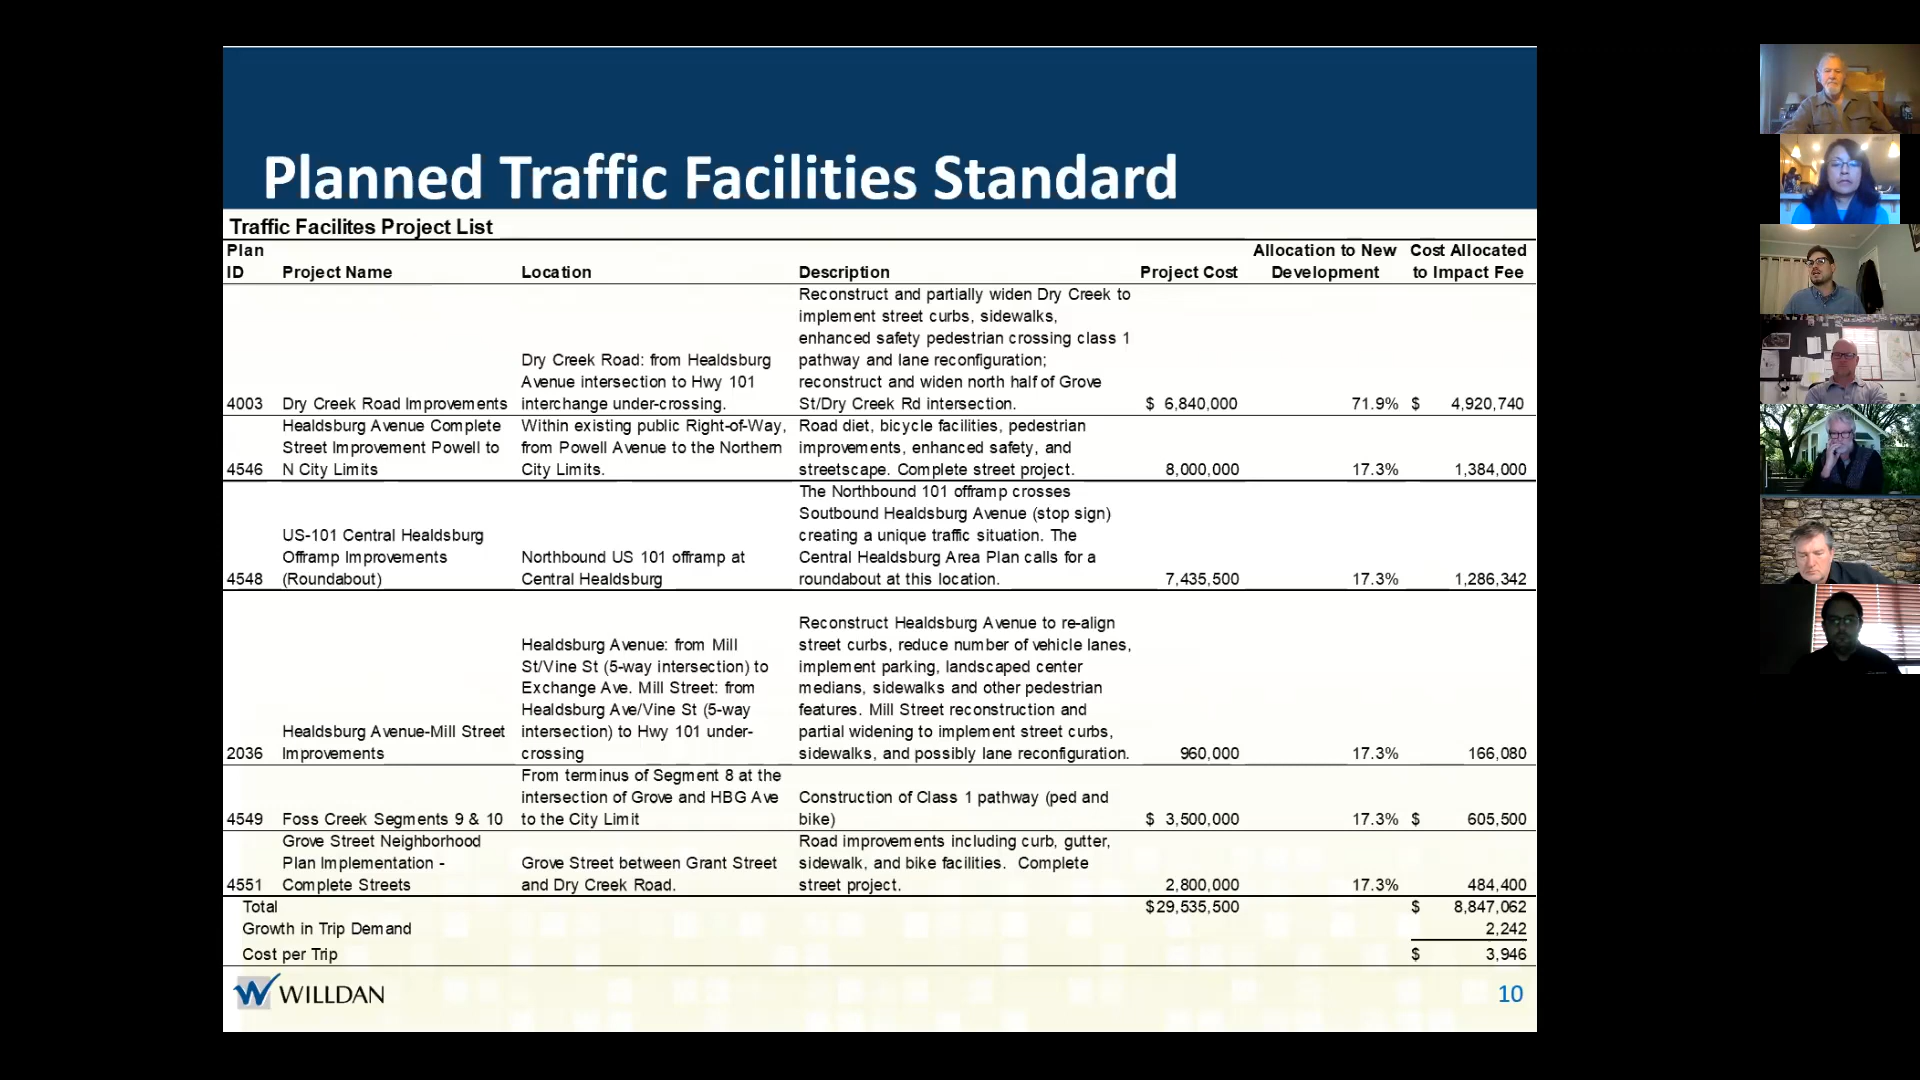 Planned Traffic Facilities Standard
Traffic Facilites Project List
Plan
ID Project Name Location Description Project Cost Allocation to New Development Cost Allocated to Impact Fee
Reconstruct and partially widen Dry Creek to
implement street curbs, sidewalks,
enhanced safety pedestrian crossing class 1
Dry Creek Road: from Healdsburg pathway and lane reconfiguration;
Avenue intersection to Hwy 101 reconstruct and widen north half of Grove
4003 Dry Creek Road Improvements interchange under-crossing. St/Dry Creek Rd intersection. $ 6,840,000 71.9% $ 4,920,740
Healdsburg Avenue Complete Within existing public Right-of-Way, Road diet, bicycle facilities, pedestrian
Street Improvement Powell to from Powell Avenue to the Northern improvements, enhanced safety, and
4546 N City Limits City Limits. streetscape. Complete street project. 8,000,000 17.3% 1,384,000
The Northbound 101 offramp crosses
Soutbound Healdsburg Avenue (stop sign)
US-101 Central Healdsburg creating a unique traffic situation. The
Offramp Improvements Northbound US 101 offramp at Central Healdsburg Area Plan calls for a
4548 (Roundabout) Central Healdsburg roundabout at this location. 7,435,500 17.3% 1,286,342
Reconstruct Healdsburg Avenue to re-align
Healdsburg Avenue: from Mill street curbs, reduce number of vehicle lanes,
St/Vine St (5-way intersection) to implement parking, landscaped center
Exchange Ave. Mill Street: from medians, sidewalks and other pedestrian
Healdsburg Ave/Vine St (5-way features. Mill Street reconstruction and
Healdsburg Avenue-Mill Street intersection) to Hwy 101 under- partial widening to implement street curbs,
2036 Improvements crossing sidewalks, and possibly lane reconfiguration. 960,000 17.3% 166,080
From terminus of Segment 8 at the
intersection of Grove and HBG Ave Construction of Class 1 pathway (ped and
4549 Foss Creek Segments 9 & 10 to the City Limit bike) $ 3,500,000 17.3% $ 605,500
Grove Street Neighborhood Road improvements including curb, gutter,
Plan Implementation - Grove Street between Grant Street sidewalk, and bike facilities. Complete
4551 Complete Streets and Dry Creek Road. street project. 2,800,000 17.3% 484,400
Total $29,535,500 $ 8,847,062
Growth in Trip Demand 2,242
Cost per Trip $ 3,946
WILLDAN 10